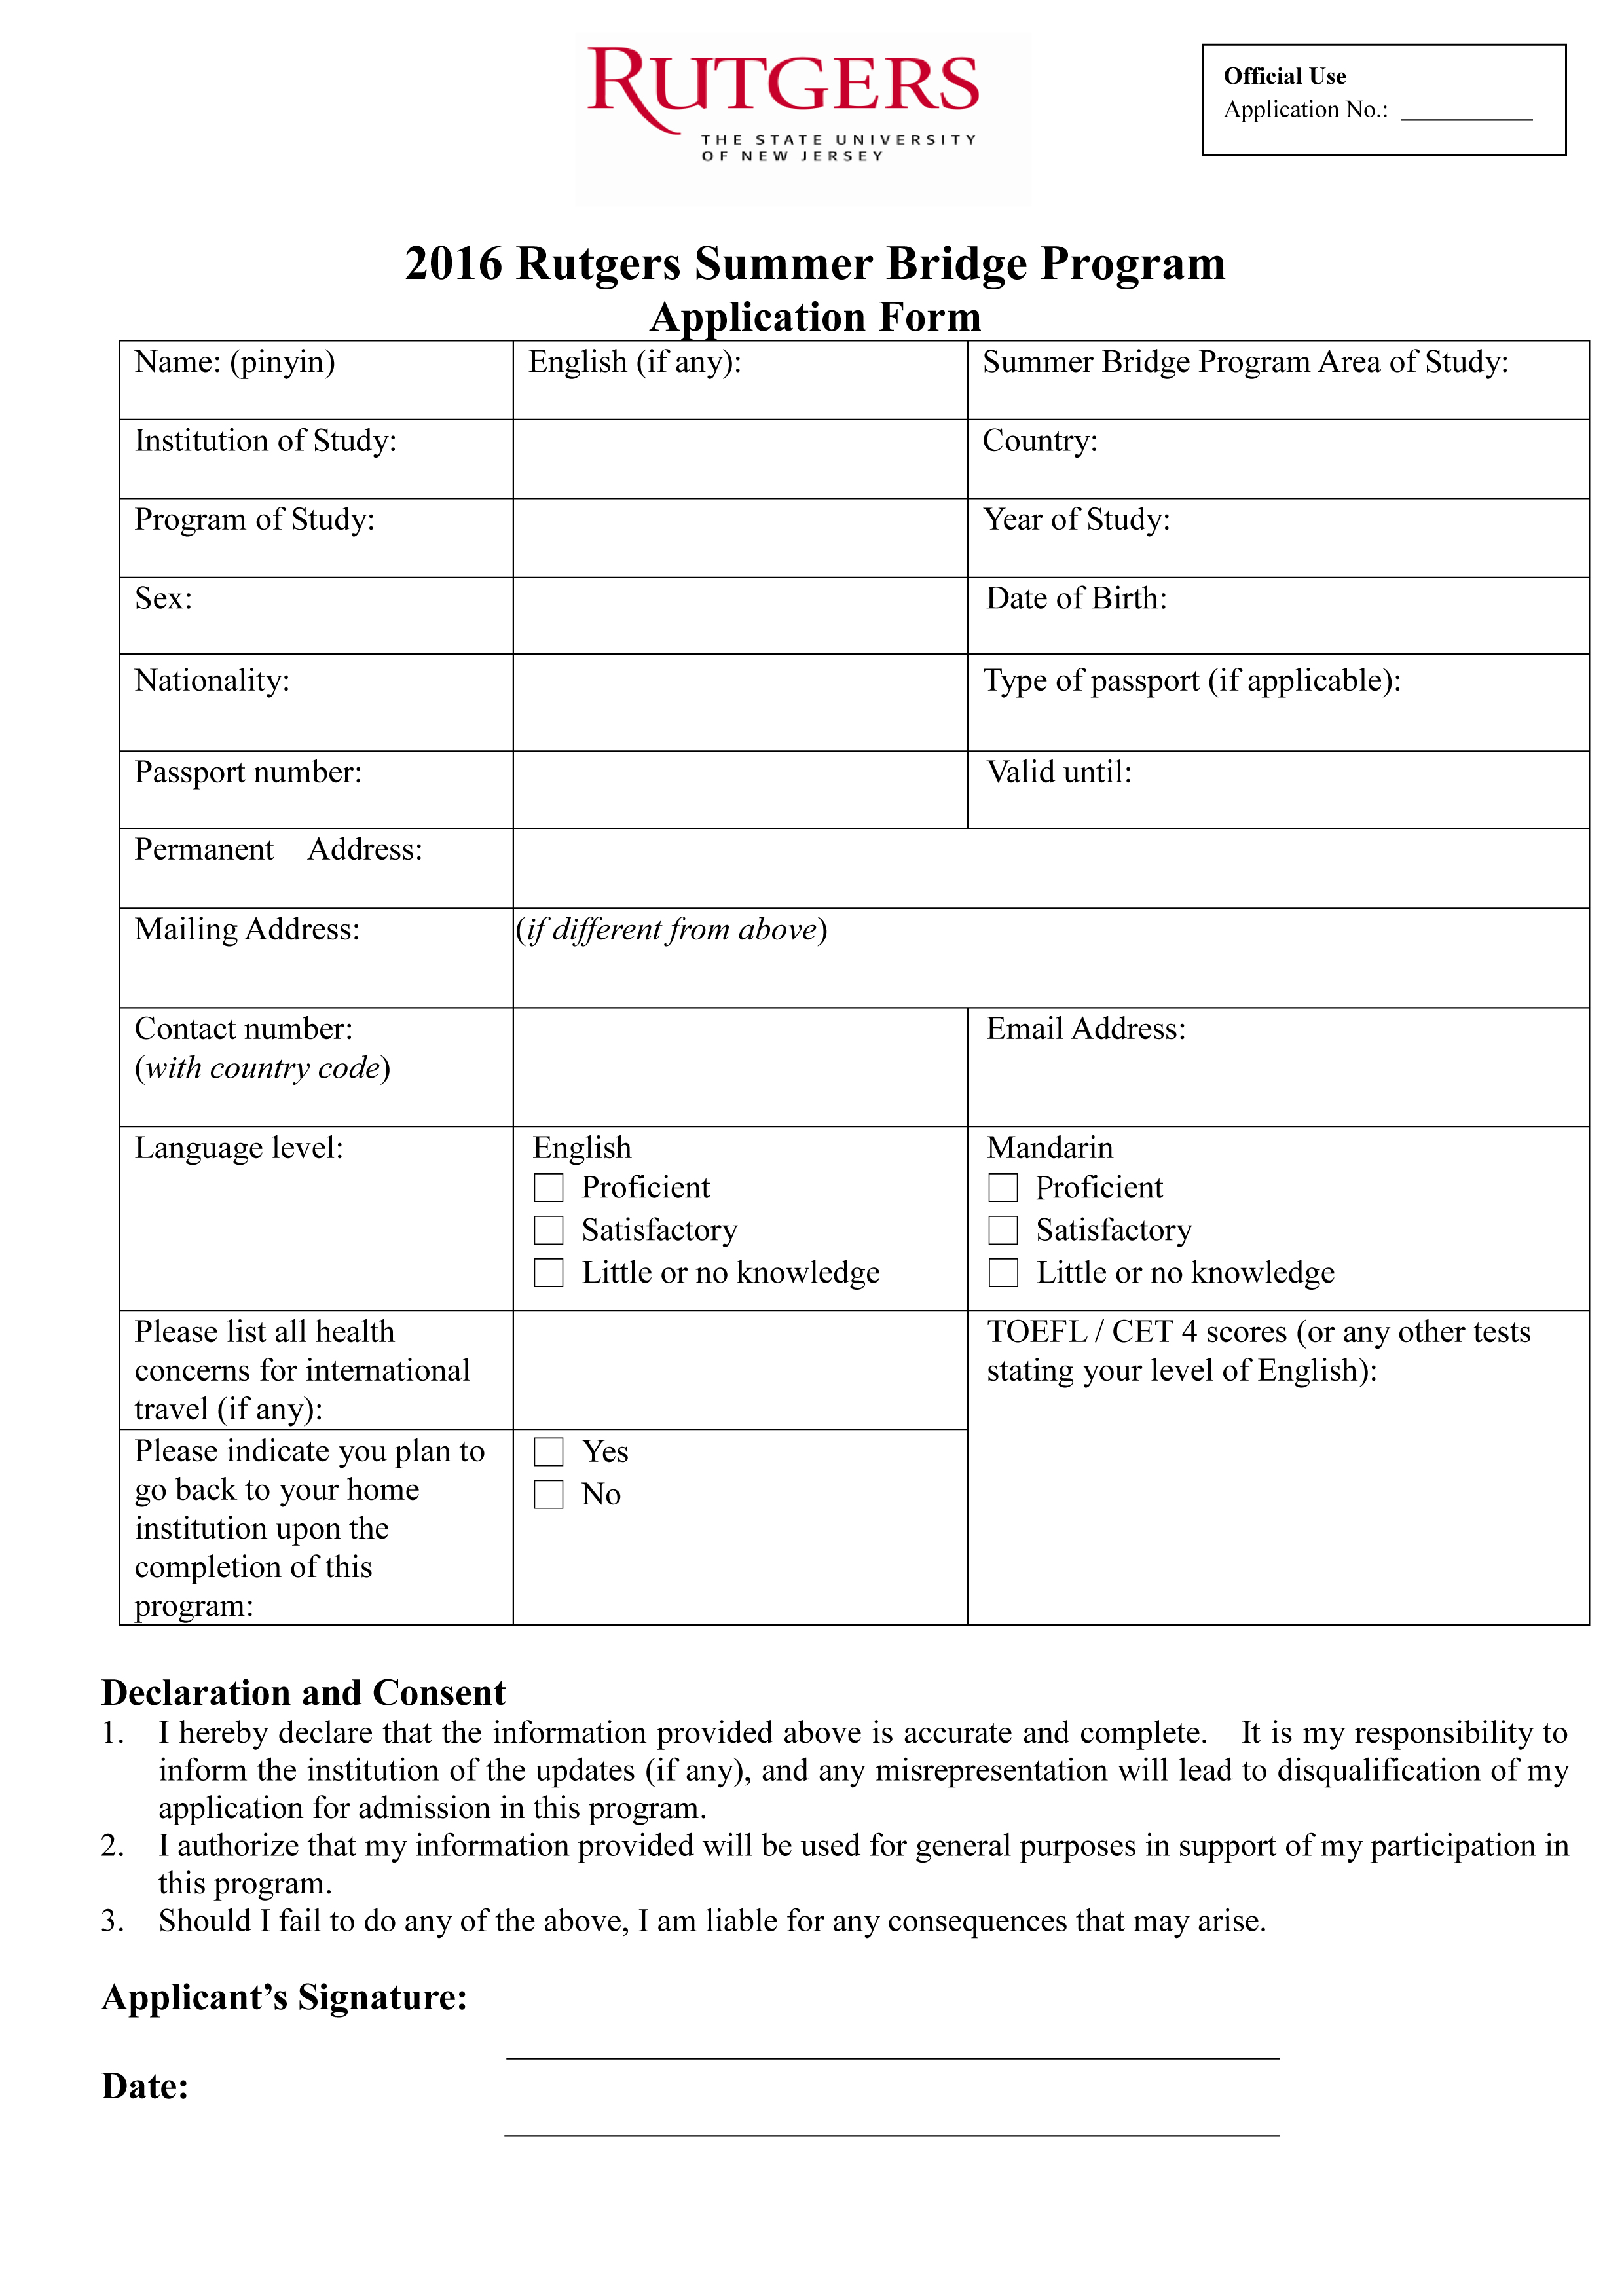 RUTGERS
THE STATE UNIVERSITY
OF NEW JERSEY
Official Use
Application No.: ___________
2016 Rutgers Summer Bridge Program
Application Form
Name: (pinyin)
English (if any):
Summer Bridge Program Area of Study:
Institution of Study:
Country:
Program of Study:
Year of Study:
Sex:
Date of Birth:
Nationality:
Type of passport (if applicable):
Passport number:
Valid until:
Permanent Address:
Mailing Address:
(if different from above)
Contact number:
(with country code)
Email Address:
Language level:
English
Proficient
Satisfactory
Little or no knowledge
Mandarin
Proficient
Satisfactory
Little or no knowledge
Please list all health
concerns for international
travel (if any):
TOEFL / CET 4 scores (or any other tests
stating your level of English):
Please indicate you plan to
go back to your home
institution upon the
completion of this
program:
Yes
No
Declaration and Consent
1. I hereby declare that the information provided above is accurate and complete. It is my responsibility to
inform the institution of the updates (if any), and any misrepresentation will lead to disqualification of my
application for admission in this program.
2. I authorize that my information provided will be used for general purposes in support of my participation in
this program.
3. Should I fail to do any of the above, I am liable for any consequences that may arise.
Applicant’s Signature:
Date: